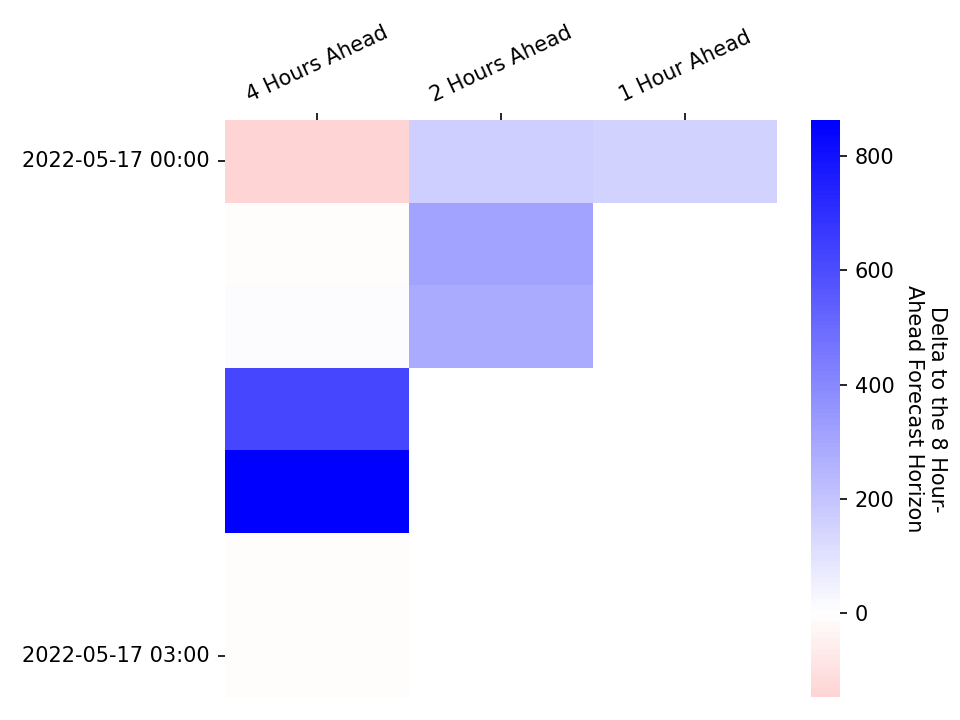 4 Hours Ahead
2 Hours Ahead
1 Hour Ahead
2022-05-17 00:00
2022-05-17 03:00
800
600
400
200
0
Delta to the 8 Hour-
Ahead Forecast Horizon